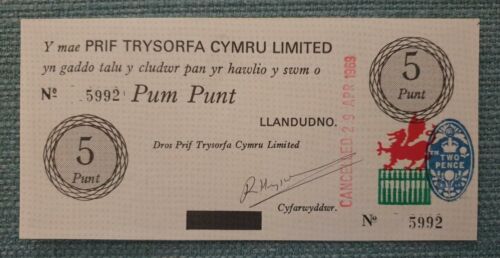 Y mae PRIF TRYSORFA CYMRU LIMITED
yn gaddo talu y cludwr pan yr hawlio y swm o
Nº 5992 Pum Punt
5
Punt
LLANDUDNO.
Dros Prif Trysorfa Cymru Limited
5
Punt
Cyfarwyddwr.
CANCELLED 29 APR 1969
TWO
PENCE
Nº 5992